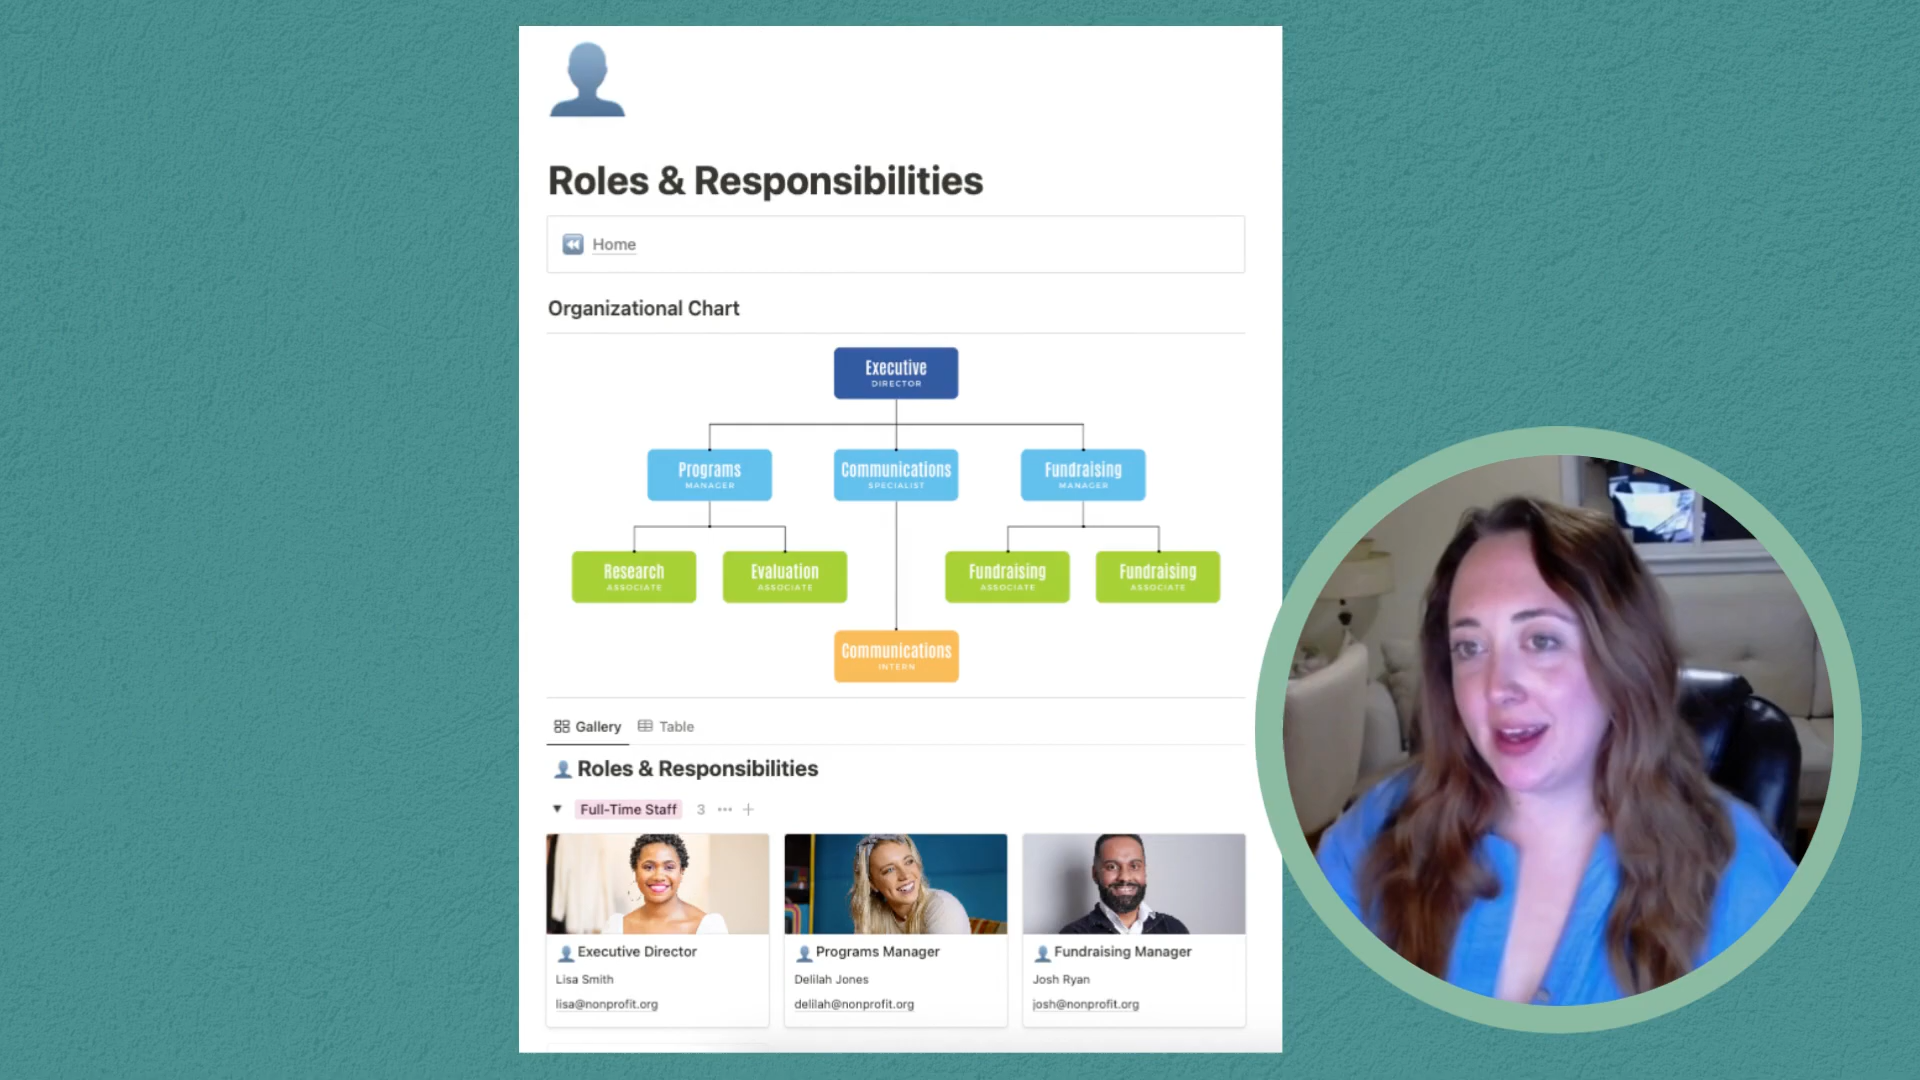 Roles & Responsibilities
Home
Organizational Chart
Executive
DIRECTOR
Programs
MANAGER
Communications
SPECIALIST
Fundraising
MANAGER
Research
ASSOCIATE
Evaluation
ASSOCIATE
Fundraising
ASSOCIATE
Fundraising
ASSOCIATE
Communications
INTERN
Gallery Table
Roles & Responsibilities
Full-Time Staff 3
Executive Director
Lisa Smith
lisa@nonprofit.org
Programs Manager
Delilah Jones
delilah@nonprofit.org
Fundraising Manager
Josh Ryan
josh@nonprofit.org